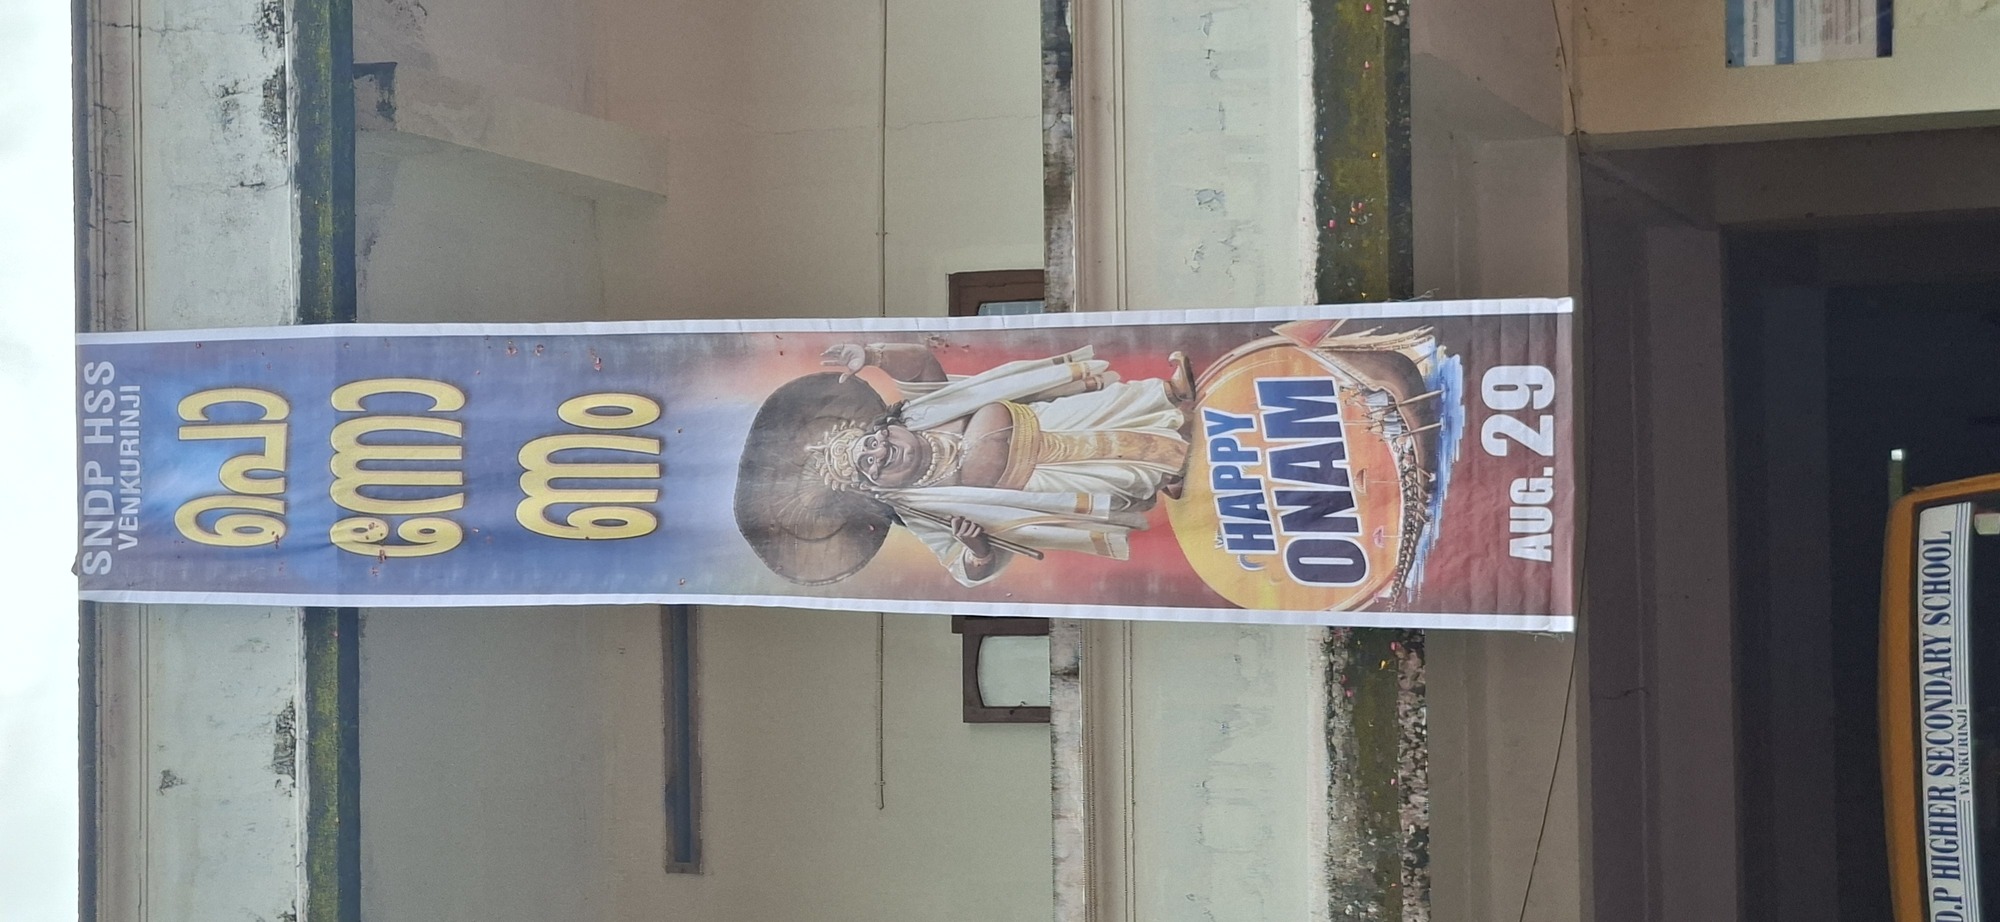 SNDP HSS
VENKURINJI
പൊ
ന്നോ
ണം
HAPPY
ONAM
AUG. 29
D.P HIGHER SECONDARY SCHOOL
VENKURINJI